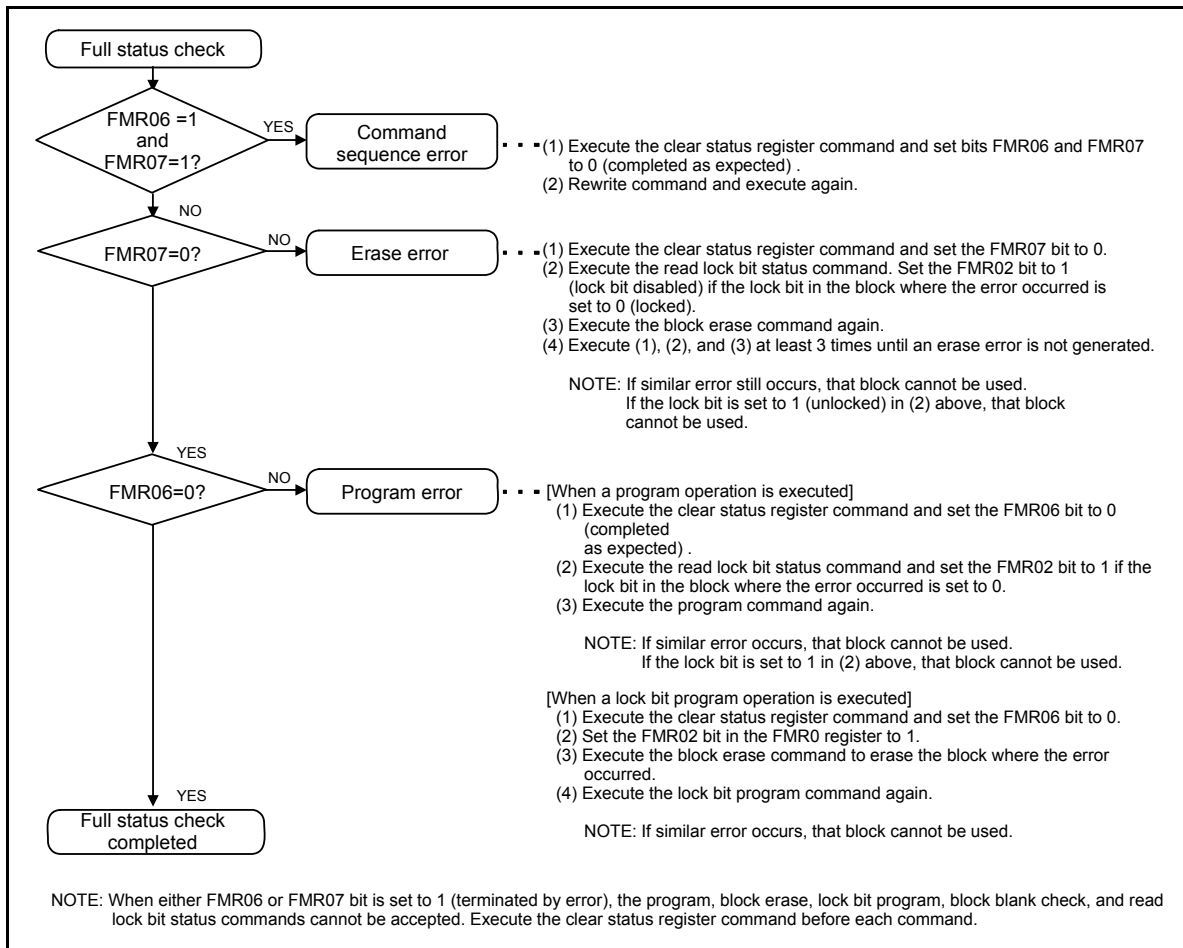 Full status check
FMR06 =1
and
FMR07=1?
YES
Command
sequence error
(1) Execute the clear status register command and set bits FMR06 and FMR07
to 0 (completed as expected) .
(2) Rewrite command and execute again.
NO
FMR07=0?
NO
Erase error
(1) Execute the clear status register command and set the FMR07 bit to 0.
(2) Execute the read lock bit status command. Set the FMR02 bit to 1
(lock bit disabled) if the lock bit in the block where the error occurred is
set to 0 (locked).
(3) Execute the block erase command again.
(4) Execute (1), (2), and (3) at least 3 times until an erase error is not generated.
NOTE: If similar error still occurs, that block cannot be used.
If the lock bit is set to 1 (unlocked) in (2) above, that block
cannot be used.
YES
FMR06=0?
NO
Program error
[When a program operation is executed]
(1) Execute the clear status register command and set the FMR06 bit to 0
(completed
as expected) .
(2) Execute the read lock bit status command and set the FMR02 bit to 1 if the
lock bit in the block where the error occurred is set to 0.
(3) Execute the program command again.
NOTE: If similar error occurs, that block cannot be used.
If the lock bit is set to 1 in (2) above, that block cannot be used.
[When a lock bit program operation is executed]
(1) Execute the clear status register command and set the FMR06 bit to 0.
(2) Set the FMR02 bit in the FMR0 register to 1.
(3) Execute the block erase command to erase the block where the error
occurred.
(4) Execute the lock bit program command again.
NOTE: If similar error occurs, that block cannot be used.
YES
Full status check
completed
NOTE: When either FMR06 or FMR07 bit is set to 1 (terminated by error), the program, block erase, lock bit program, block blank check, and read
lock bit status commands cannot be accepted. Execute the clear status register command before each command.